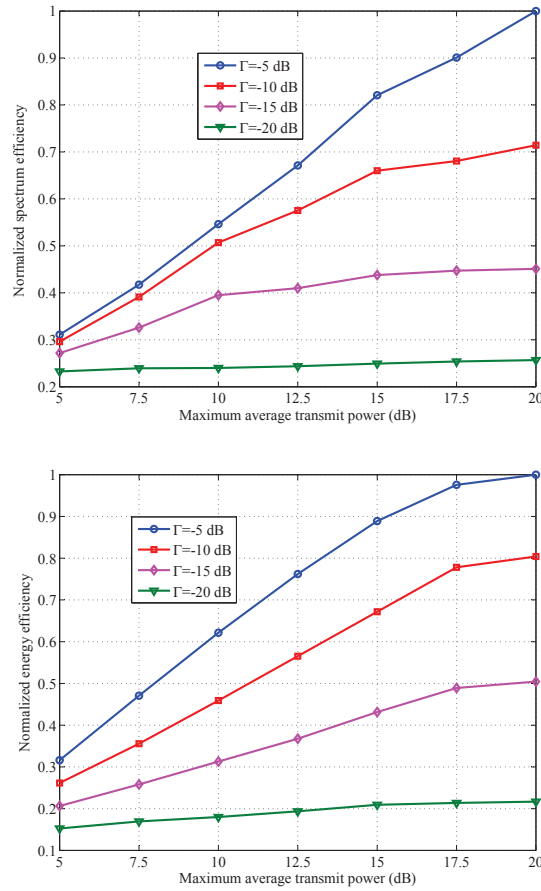 1
0.9
0.8
0.7
0.6
0.5
0.4
0.3
0.2
Normalized spectrum efficiency
Γ=-5 dB
Γ=-10 dB
Γ=-15 dB
Γ=-20 dB
5 7.5 10 12.5 15 17.5 20
Maximum average transmit power (dB)
1
0.9
0.8
0.7
0.6
0.5
0.4
0.3
0.2
0.1
Normalized energy efficiency
Γ=-5 dB
Γ=-10 dB
Γ=-15 dB
Γ=-20 dB
5 7.5 10 12.5 15 17.5 20
Maximum average transmit power (dB)